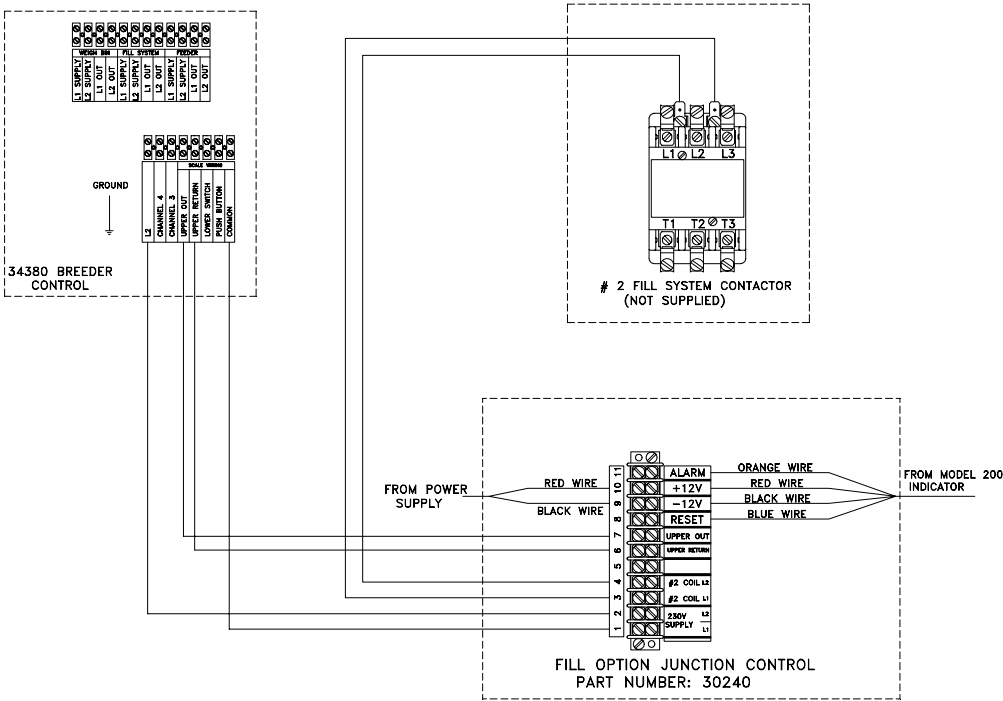 WEIGH BIN FILL SYSTEM FEEDER
L1 SUPPLY
L2 SUPPLY
L1 OUT
L2 OUT
L1 SUPPLY
L2 SUPPLY
L1 OUT
L2 OUT
L1 SUPPLY
L2 SUPPLY
L1 OUT
L2 OUT
SCALE WIRING
L2
CHANNEL 4
CHANNEL 3
UPPER OUT
UPPER RETURN
LOWER SWITCH
PUSH BUTTON
COMMON
GROUND
34380 BREEDER
CONTROL
L1 L2 L3
T1 T2 T3
# 2 FILL SYSTEM CONTACTOR
(NOT SUPPLIED)
FROM POWER
SUPPLY
RED WIRE
BLACK WIRE
11 ALARM
10 +12V
9 -12V
8 RESET
7 UPPER OUT
6 UPPER RETURN
5
4 #2 COIL L2
3 #2 COIL L1
2 230V L2
SUPPLY
1 L1
ORANGE WIRE
RED WIRE
BLACK WIRE
BLUE WIRE
FROM MODEL 200
INDICATOR
FILL OPTION JUNCTION CONTROL
PART NUMBER: 30240